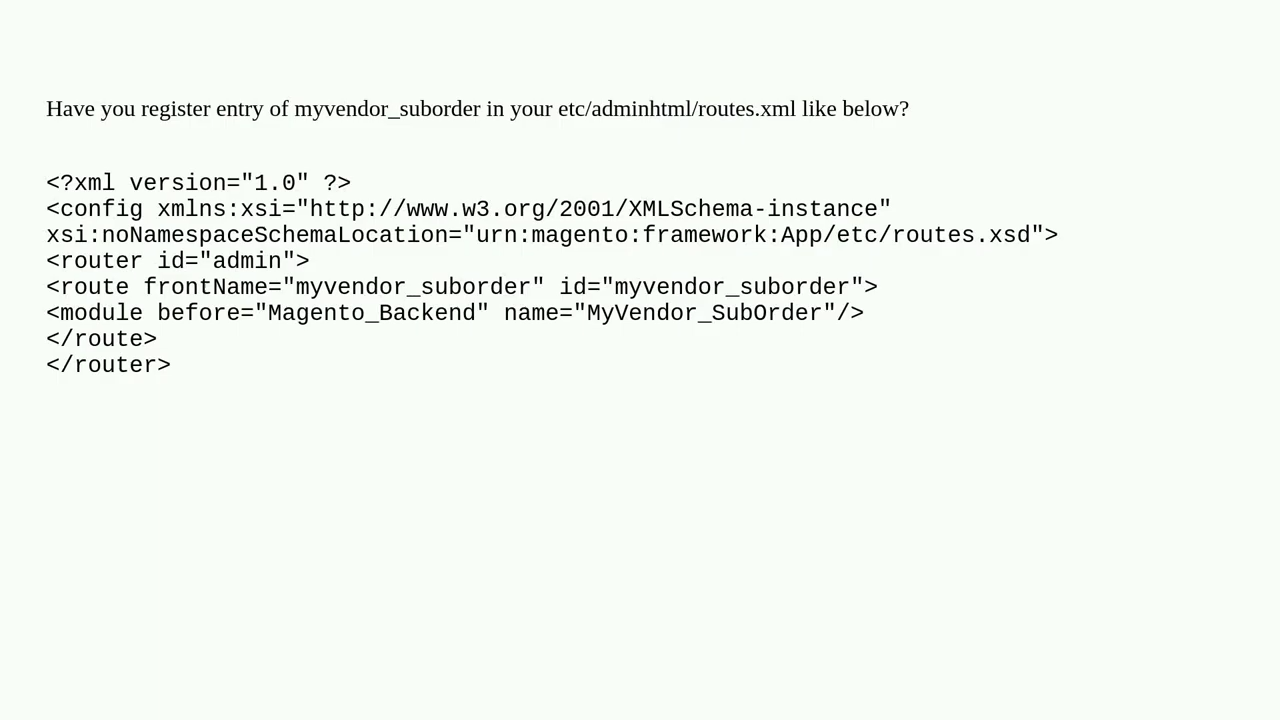 Have you register entry of myvendor_suborder in your etc/adminhtml/routes.xml like below?
<?xml version="1.0" ?>
<config xmlns:xsi="http://www.w3.org/2001/XMLSchema-instance"
xsi:noNamespaceSchemaLocation="urn:magento:framework:App/etc/routes.xsd">
<router id="admin">
<route frontName="myvendor_suborder" id="myvendor_suborder">
<module before="Magento_Backend" name="MyVendor_SubOrder"/>
</route>
</router>